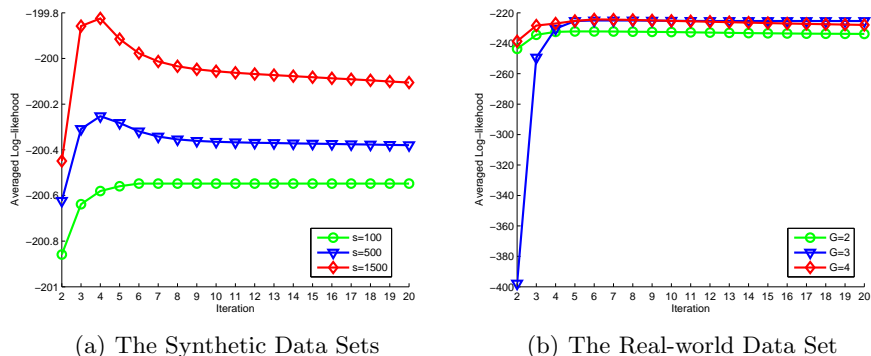 −199.8
−200
−200.2
−200.4
−200.6
−200.8
−201
Averaged Log−likehood
2 3 4 5 6 7 8 9 10 11 12 13 14 15 16 17 18 19 20
Iteration
s=100
s=500
s=1500
(a) The Synthetic Data Sets
−220
−240
−260
−280
−300
−320
−340
−360
−380
−400
Averaged Log−likelihood
2 3 4 5 6 7 8 9 10 11 12 13 14 15 16 17 18 19 20
Iteration
G=2
G=3
G=4
(b) The Real-world Data Set